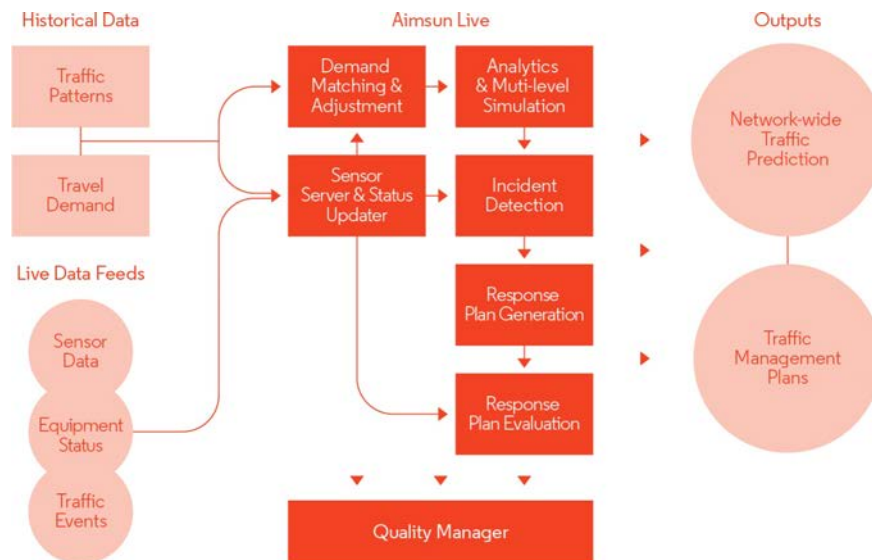 Historical Data
Traffic
Patterns
Travel
Demand
Live Data Feeds
Sensor
Data
Equipment
Status
Traffic
Events
Aimsun Live
Demand
Matching &
Adjustment
Analytics
& Muti-level
Simulation
Sensor
Server & Status
Updater
Incident
Detection
Response
Plan Generation
Response
Plan Evaluation
Quality Manager
Outputs
Network-wide
Traffic
Prediction
Traffic
Management
Plans